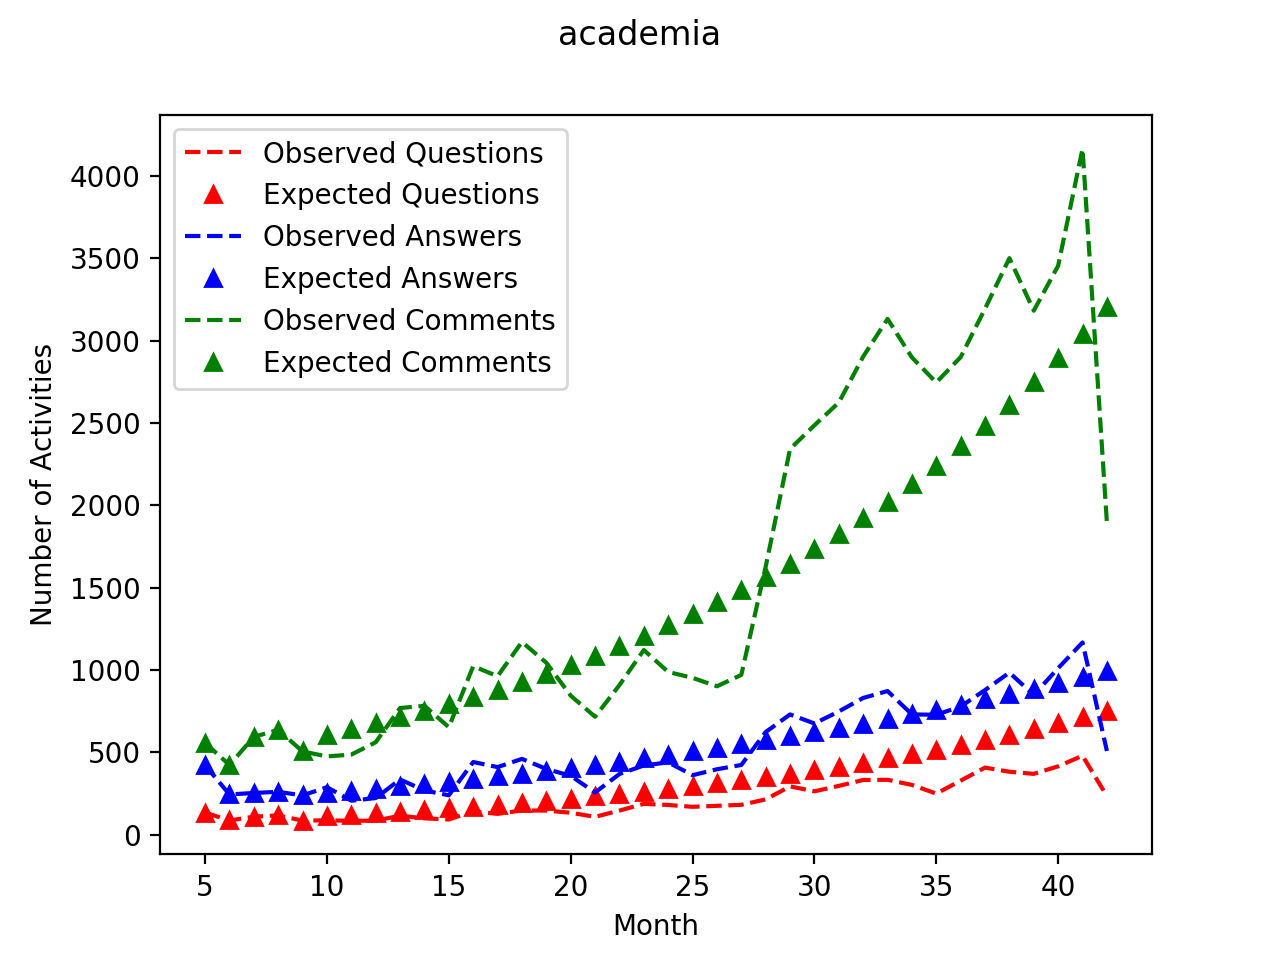 academia
Observed Questions
Expected Questions
Observed Answers
Expected Answers
Observed Comments
Expected Comments
4000
3500
3000
2500
2000
1500
1000
500
0
Number of Activities
5 10 15 20 25 30 35 40
Month